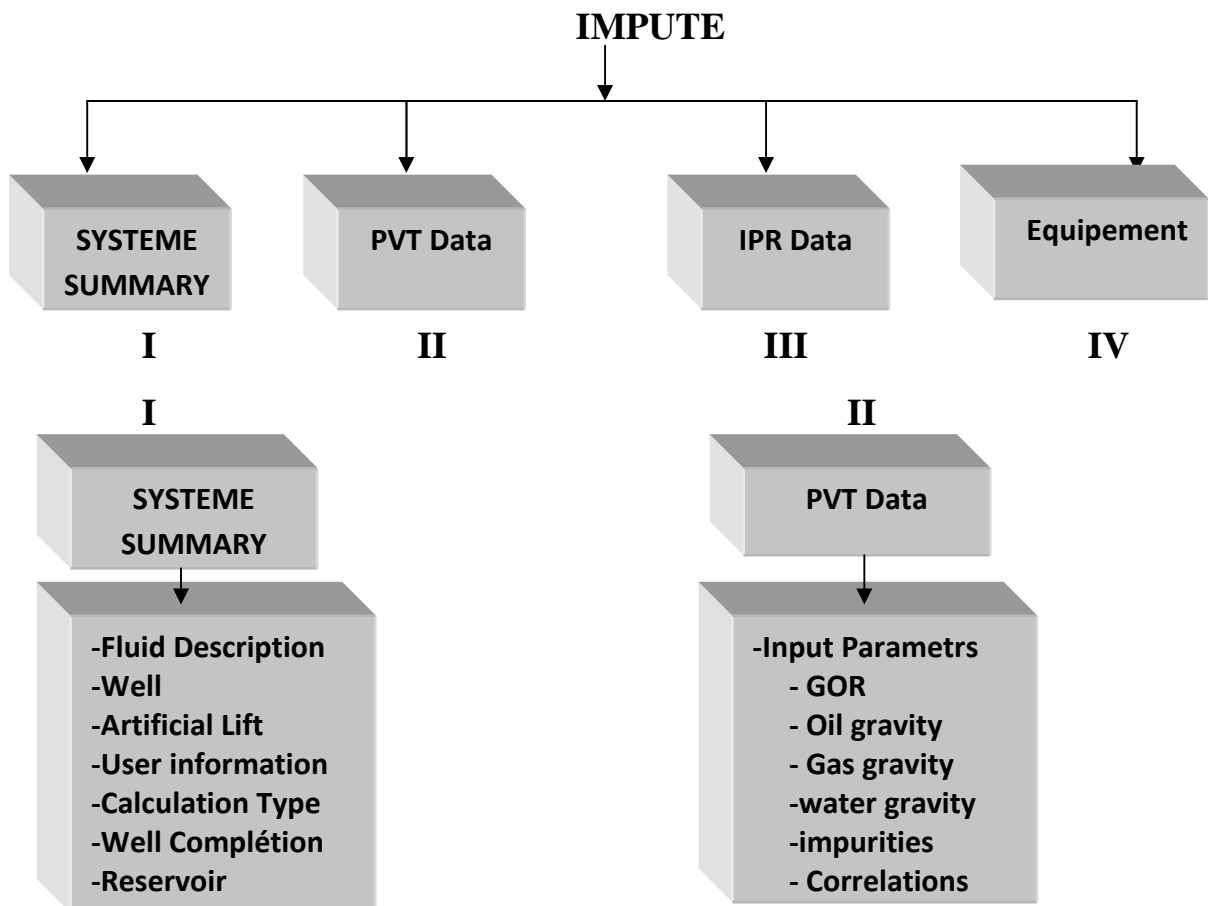 IMPUTE
SYSTEME
SUMMARY
PVT Data
IPR Data
Equipement
I
II
III
IV
I
II
SYSTEME
SUMMARY
PVT Data
-Fluid Description
-Well
-Artificial Lift
-User information
-Calculation Type
-Well Complétion
-Reservoir
-Input Parametrs
- GOR
- Oil gravity
- Gas gravity
-water gravity
-impurities
- Correlations